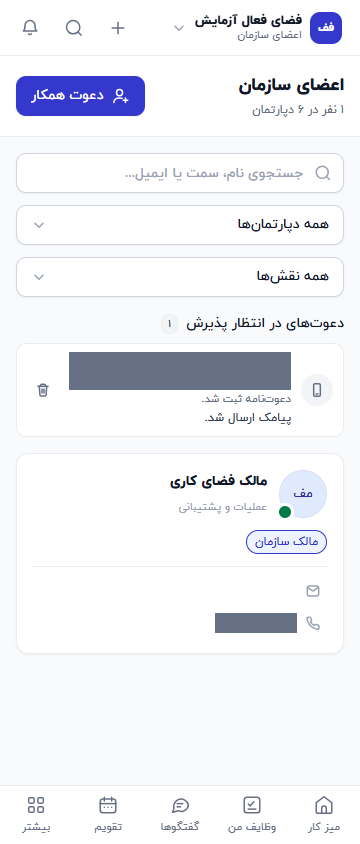 فف
فضای فعال آزمایش
اعضای سازمان
اعضای سازمان
۱ نفر در ۶ دپارتمان
دعوت همکار
جستجوی نام، سمت یا ایمیل...
همه دپارتمان‌ها
همه نقش‌ها
دعوت‌های در انتظار پذیرش ۱
دعوت‌نامه ثبت شد.
پیامک ارسال شد.
مف
مالک فضای کاری
عملیات و پشتیبانی
مالک سازمان
میز کار
وظایف من
گفتگوها
تقویم
بیشتر